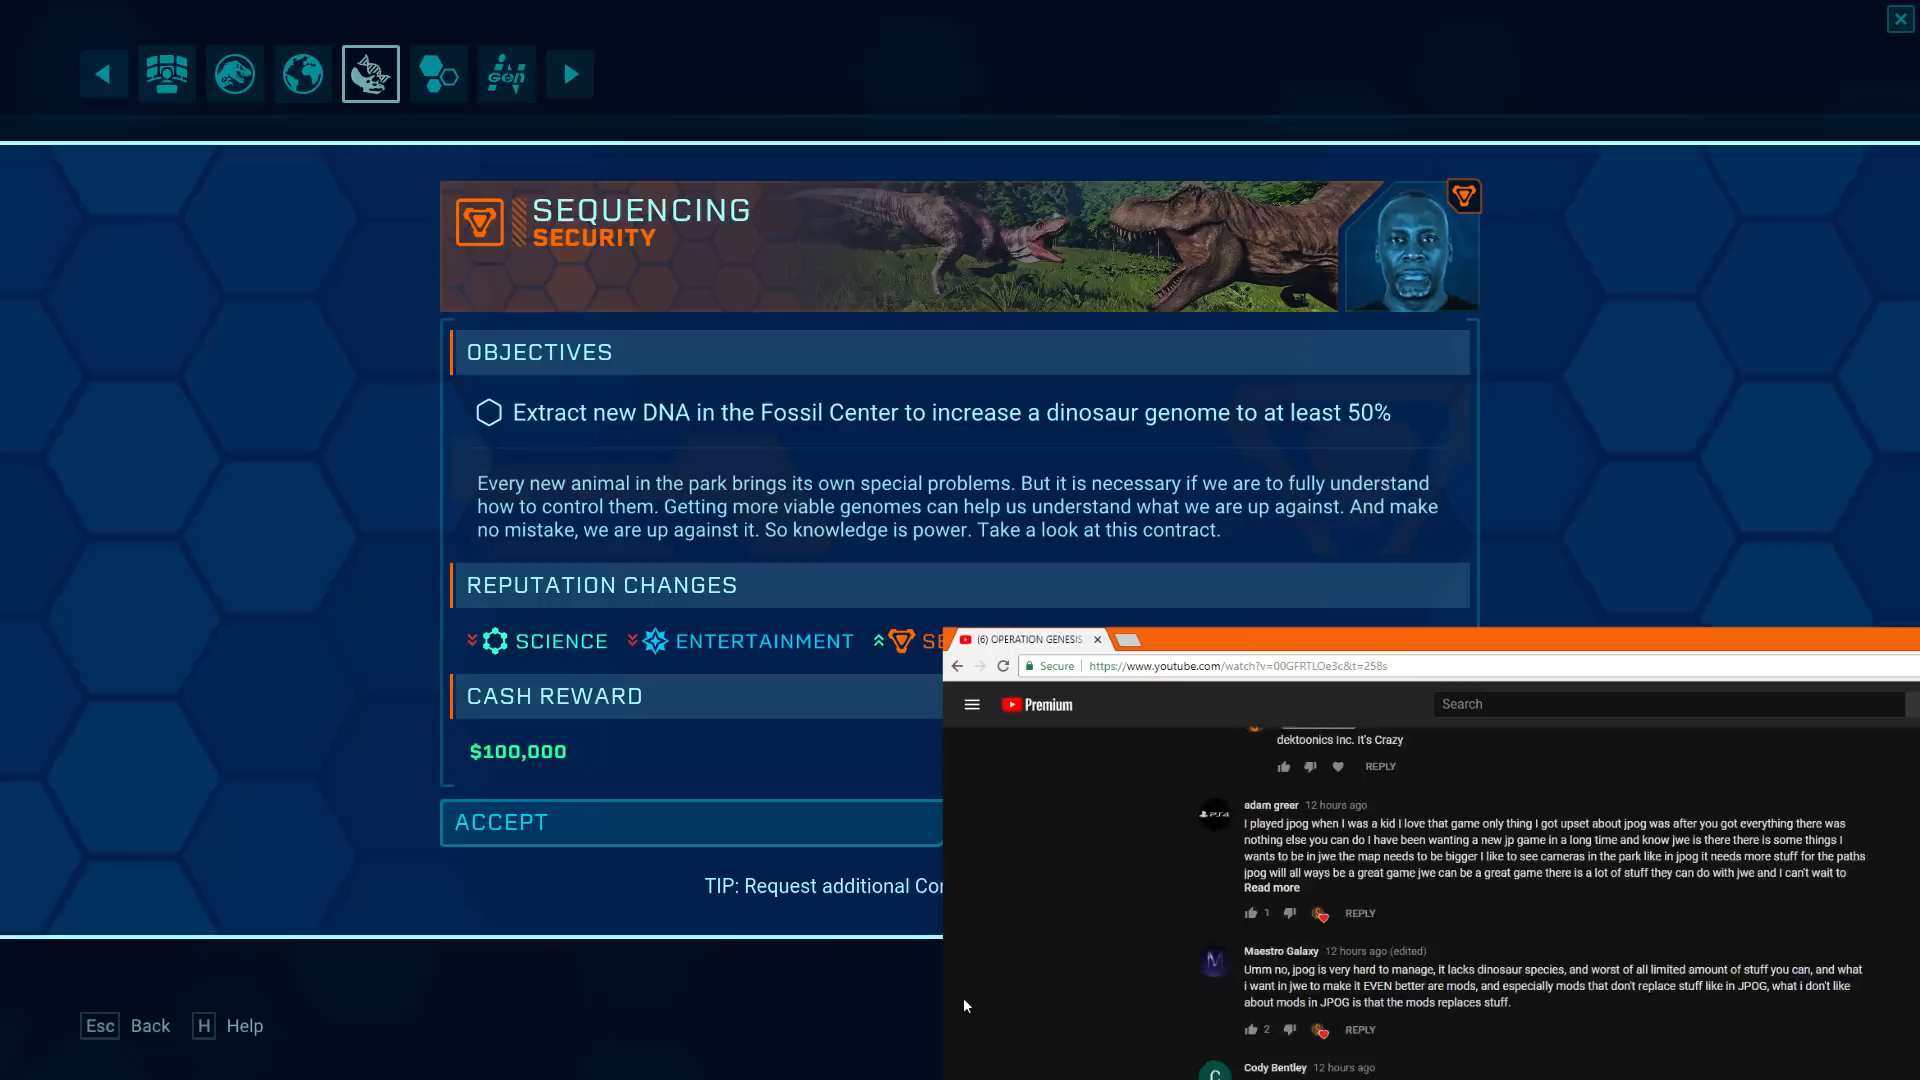 Gen
SEQUENCING
SECURITY
OBJECTIVES
Extract new DNA in the Fossil Center to increase a dinosaur genome to at least 50%
Every new animal in the park brings its own special problems. But it is necessary if we are to fully understand
how to control them. Getting more viable genomes can help us understand what we are up against. And make
no mistake, we are up against it. So knowledge is power. Take a look at this contract.
REPUTATION CHANGES
SCIENCE ENTERTAINMENT SE
CASH REWARD
$100,000
ACCEPT
TIP: Request additional Con
Esc Back H Help
(6) OPERATION GENESIS
Secure https://www.youtube.com/watch?v=00GFRTLOe3c&t=258s
Premium Search
dektoonics Inc. It's Crazy
REPLY
PS4
adam greer 12 hours ago
I played jpog when I was a kid I love that game only thing I got upset about jpog was after you got everything there was
nothing else you can do I have been wanting a new jp game in a long time and know jwe is there there is some things I
wants to be in jwe the map needs to be bigger I like to see cameras in the park like in jpog it needs more stuff for the paths
jpog will all ways be a great game jwe can be a great game there is a lot of stuff they can do with jwe and I can't wait to
Read more
1 REPLY
M
Maestro Galaxy 12 hours ago (edited)
Umm no, jpog is very hard to manage, it lacks dinosaur species, and worst of all limited amount of stuff you can, and what
i want in jwe to make it EVEN better are mods, and especially mods that don't replace stuff like in JPOG, what i don't like
about mods in JPOG is that the mods replaces stuff.
2 REPLY
C
Cody Bentley 12 hours ago